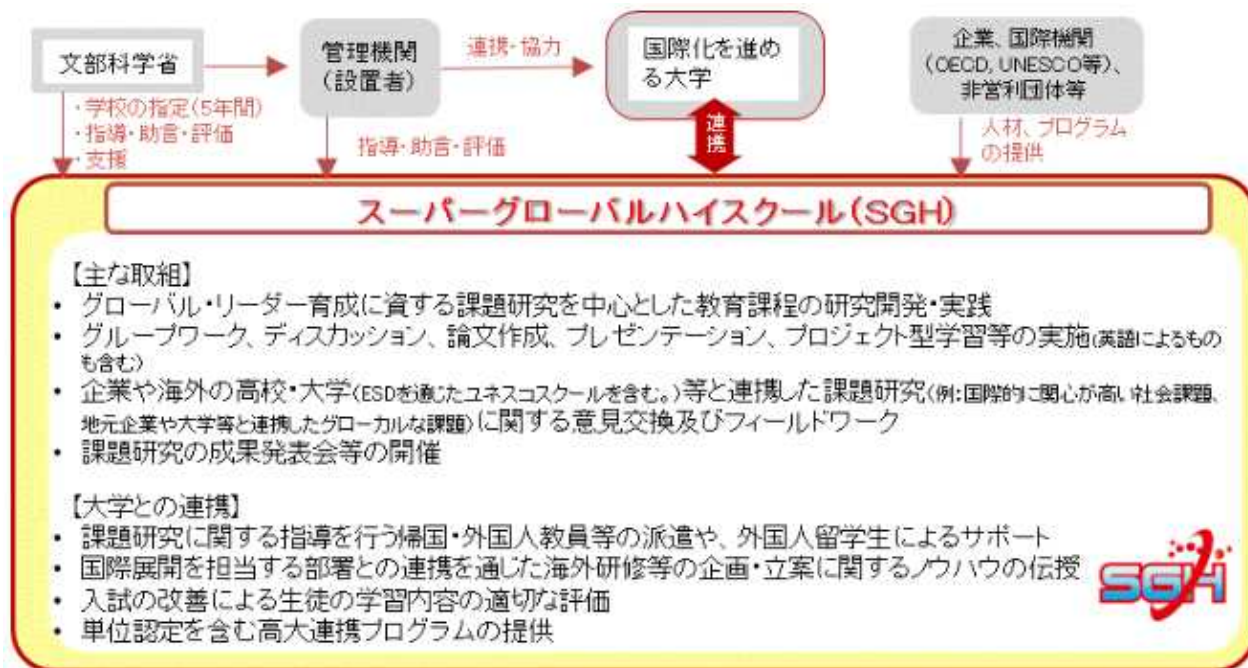 文部科学省
管理機関
(設置者)
連携・協力
国際化を進め
る大学
企業、国際機関
(OECD, UNESCO等)、
非営利団体等
・学校の指定(5年間)
・指導・助言・評価
・支援
指導・助言・評価
連携
人材、プログラム
の提供
スーパーグローバルハイスクール(SGH)
【主な取組】
• グローバル・リーダー育成に資する課題研究を中心とした教育課程の研究開発・実践
• グループワーク、ディスカッション、論文作成、プレゼンテーション、プロジェクト型学習等の実施(英語によるもの
も含む)
• 企業や海外の高校・大学(ESDを通じたユネスコスクールを含む。)等と連携した課題研究(例:国際的に関心が高い社会課題、
地元企業や大学等と連携したグローカルな課題)に関する意見交換及びフィールドワーク
• 課題研究の成果発表会等の開催
【大学との連携】
• 課題研究に関する指導を行う帰国・外国人教員等の派遣や、外国人留学生によるサポート
• 国際展開を担当する部署との連携を通じた海外研修等の企画・立案に関するノウハウの伝授
• 入試の改善による生徒の学習内容の適切な評価
• 単位認定を含む高大連携プログラムの提供
SGH